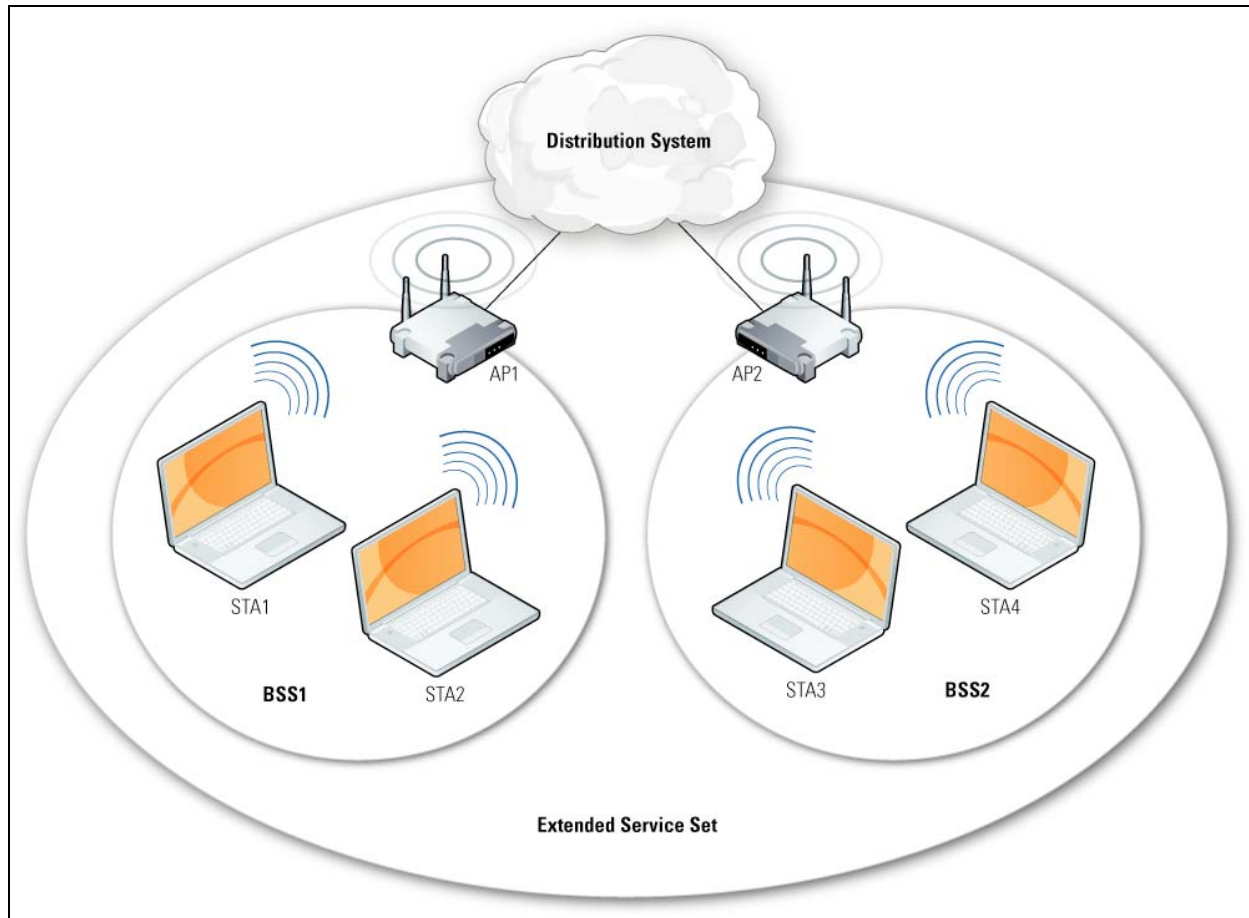 Distribution System
AP1
AP2
STA1
STA4
BSS1
STA2
STA3
BSS2
Extended Service Set